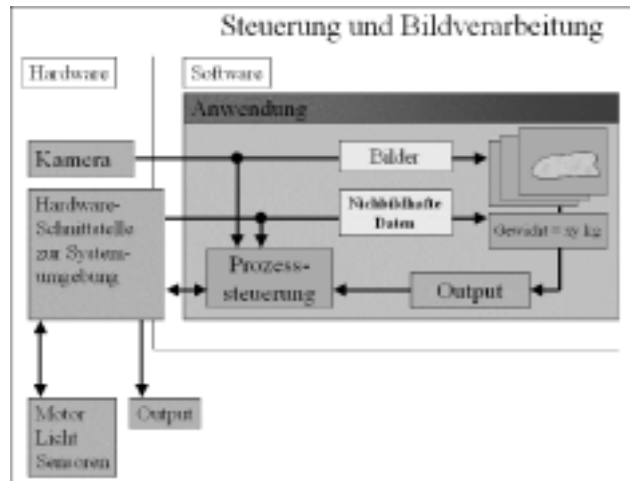 Steuerung und Bildverarbeitung
Hardware
Software
Anwendung
Kamera
Bilder
Hardware-
Schnittstelle
zur System-
umgebung
Nichbildhafte
Daten
Gewicht = xy kg
Prozess-
steuerung
Output
Motor
Licht
Sensoren
Output